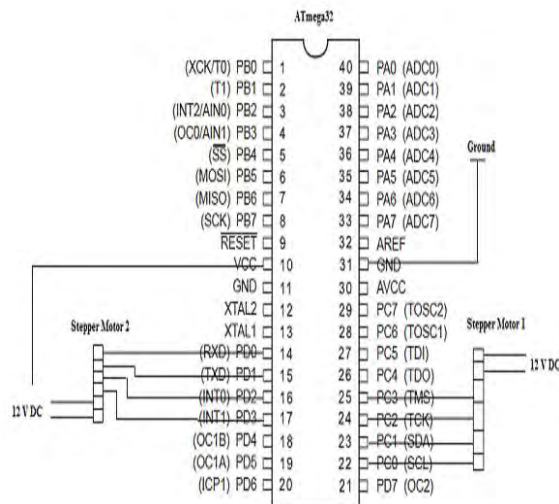 ATmega32
(XCK/T0) PB0 1 40 PA0 (ADC0)
(T1) PB1 2 39 PA1 (ADC1)
(INT2/AIN0) PB2 3 38 PA2 (ADC2)
(OC0/AIN1) PB3 4 37 PA3 (ADC3)
(SS) PB4 5 36 PA4 (ADC4)
(MOSI) PB5 6 35 PA5 (ADC5)
(MISO) PB6 7 34 PA6 (ADC6)
(SCK) PB7 8 33 PA7 (ADC7)
RESET 9 32 AREF
VCC 10 31 GND
GND 11 30 AVCC
XTAL2 12 29 PC7 (TOSC2)
XTAL1 13 28 PC6 (TOSC1)
(RXD) PD0 14 27 PC5 (TDI)
(TXD) PD1 15 26 PC4 (TDO)
(INT0) PD2 16 25 PC3 (TMS)
(INT1) PD3 17 24 PC2 (TCK)
(OC1B) PD4 18 23 PC1 (SDA)
(OC1A) PD5 19 22 PC0 (SCL)
(ICP1) PD6 20 21 PD7 (OC2)
Ground
Stepper Motor 2
12 V DC
Stepper Motor 1
12 V DC